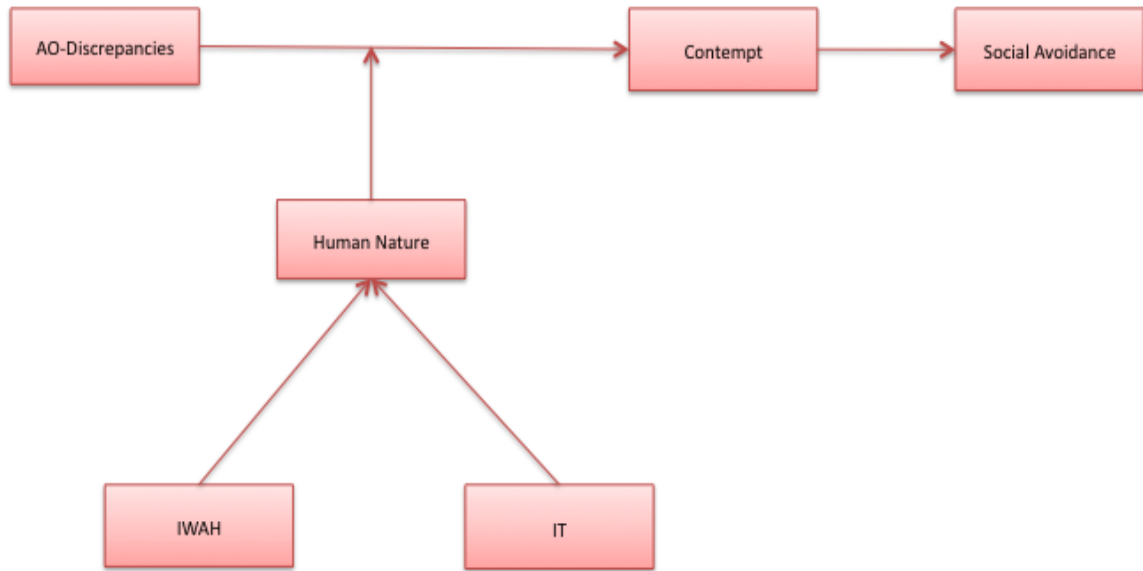 AO-Discrepancies
Contempt
Social Avoidance
Human Nature
IWAH
IT